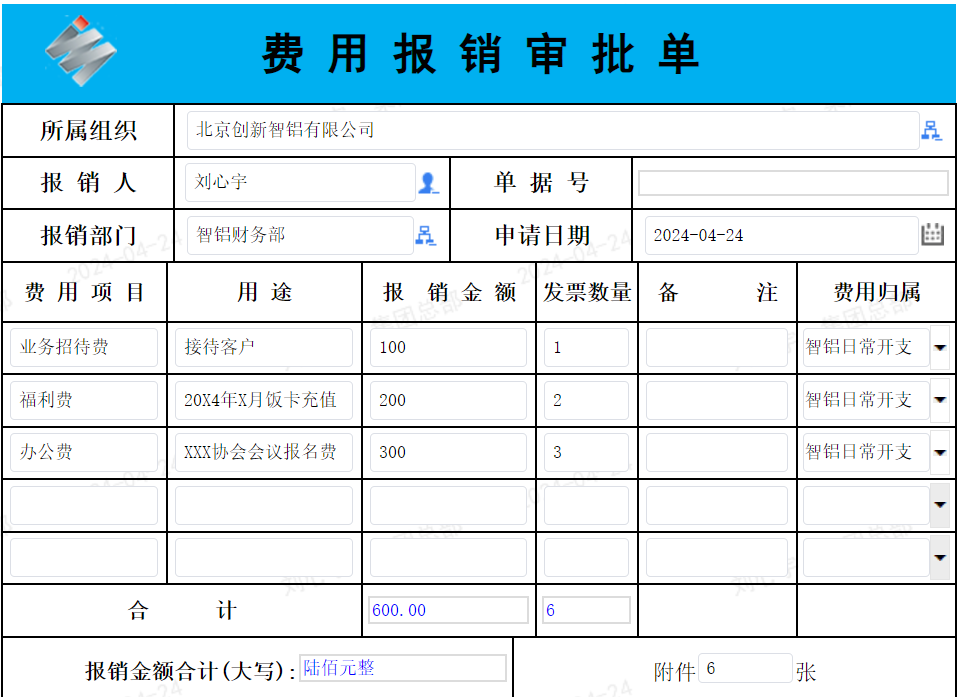 费用报销审批单
所属组织 北京创新智铝有限公司
报销人 刘心宇 单据号
报销部门 智铝财务部 申请日期 2024-04-24
费用项目 用途 报销金额 发票数量 备注 费用归属
业务招待费 接待客户 100 1 智铝日常开支
福利费 20X4年X月饭卡充值 200 2 智铝日常开支
办公费 XXX协会会议报名费 300 3 智铝日常开支
合计 600.00 6
报销金额合计(大写): 陆佰元整 附件 6 张